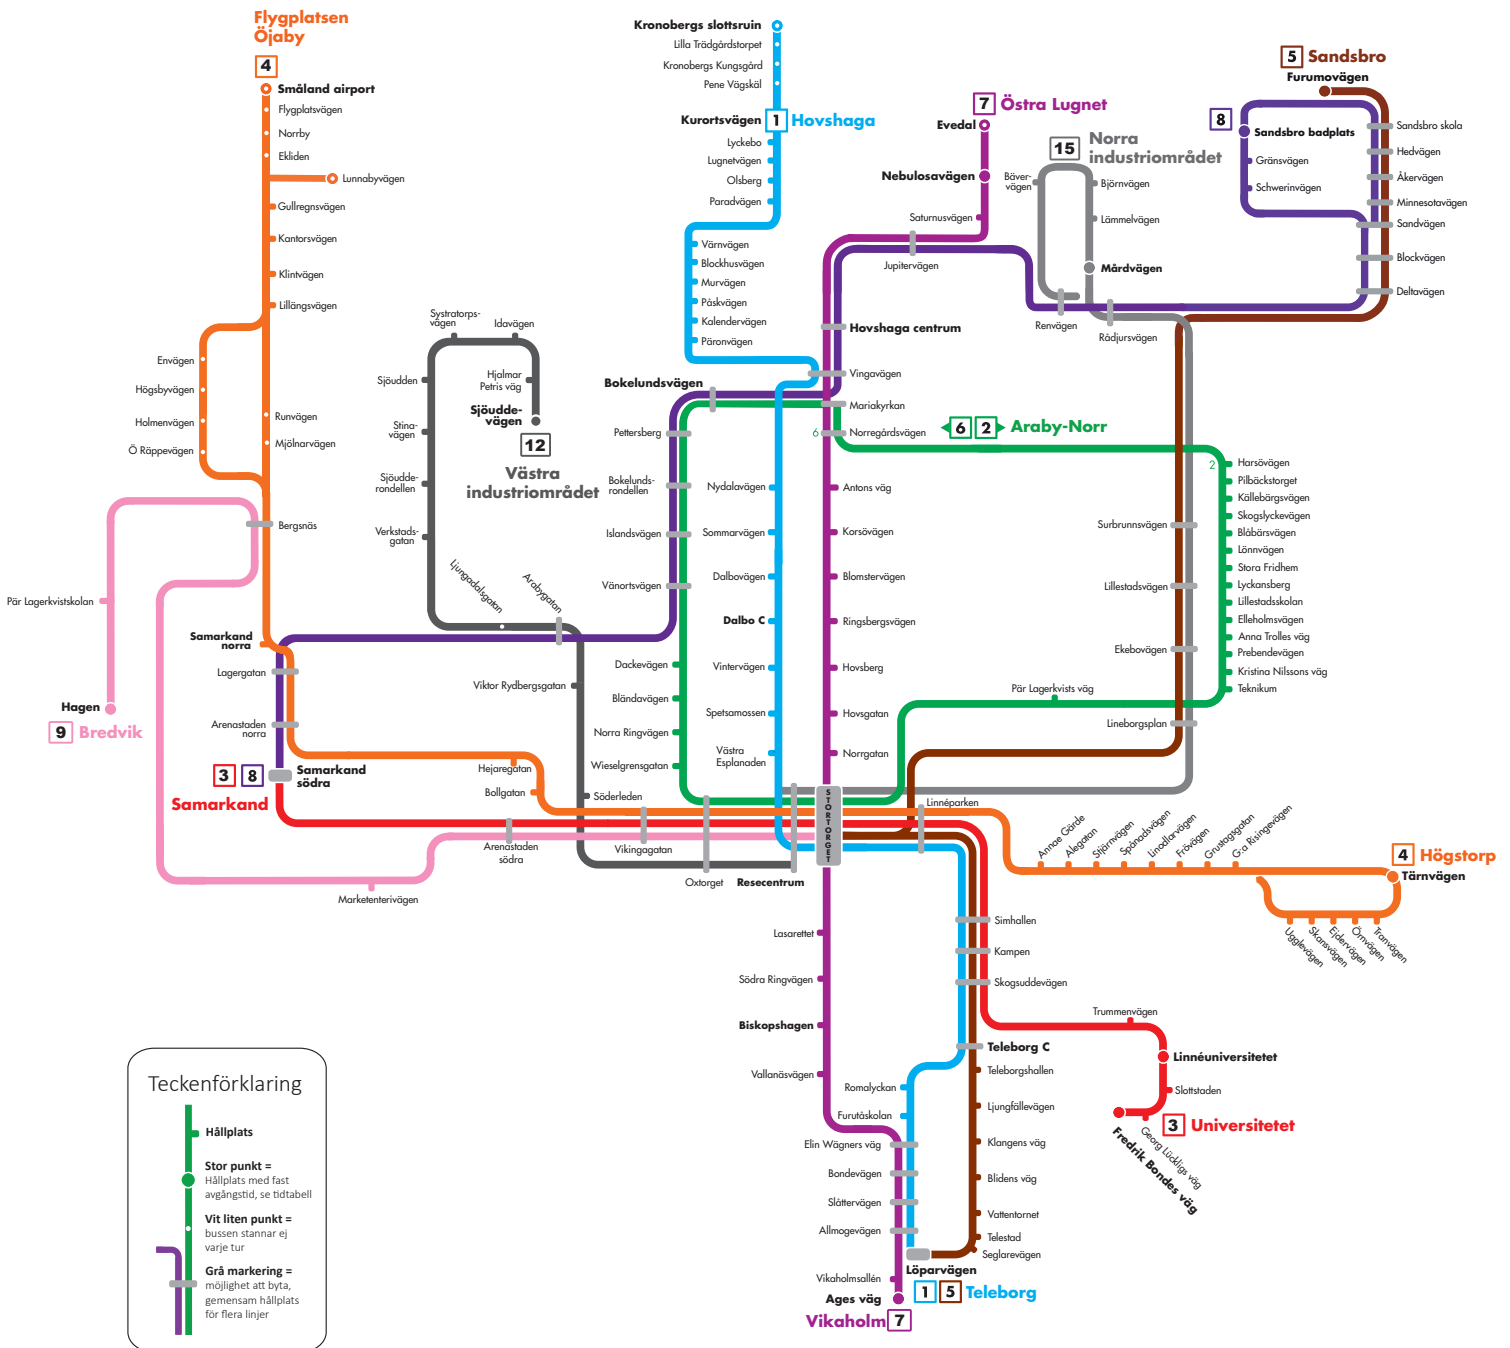 Flygplatsen
Öjaby
4
Småland airport
Flygplatsvägen
Norrby
Ekliden
Lunnabyvägen
Gullregnsvägen
Kantorsvägen
Klintvägen
Lillängsvägen
Envägen
Högsbyvägen
Holmenvägen
Ö Räppevägen
Runvägen
Mjölnarvägen
Bergsnäs
Pär Lagerkvistskolan
Hagen
9 Bredvik
Samarkand
norra
Lagergatan
Arenastaden
norra
3 8
Samarkand
södra
Samarkand
Systratorps-
vägen
Idavägen
Sjöudden
Hjalmar
Petris väg
Sjöudde-
vägen
12
Västra
industriområdet
Stina-
vägen
Sjöudde-
rondellen
Verkstads-
gatan
Ljungadalsgatan
Arabygatan
Viktor Rydbergsgatan
Söderleden
Hejaregatan
Bollgatan
Arenastaden
södra
Vikingagatan
Marketenterivägen
Oxtorget
Resecentrum
STORTORGET
Kronobergs slottsruin
Lilla Trädgårdstorpet
Kronobergs Kungsgård
Pene Vägskäl
Kurortsvägen
1 Hovshaga
Lyckebo
Lugnetvägen
Olsberg
Paradvägen
Värnvägen
Blockhusvägen
Murvägen
Påskvägen
Kalendervägen
Päronvägen
Bokelundsvägen
Pettersberg
Bokelunds-
rondellen
Islandsvägen
Vänortsvägen
Dackevägen
Bländavägen
Norra Ringvägen
Wieselgrensgatan
Nydalavägen
Sommarvägen
Dalbovägen
Dalbo C
Vintervägen
Spetsamossen
Västra
Esplanaden
7 Östra Lugnet
Evedal
Nebulosavägen
Saturnusvägen
Jupitervägen
Hovshaga centrum
Vingavägen
Mariakyrkan
6
Norregårdsvägen
Antons väg
Korsövägen
Blomstervägen
Ringsbergsvägen
Hovsberg
Hovsgatan
Norrgatan
15
Norra
industriområdet
Bäver-
vägen
Björnvägen
Lämmelvägen
Mårdvägen
Renvägen
Rådjursvägen
5 Sandsbro
Furumovägen
8
Sandsbro badplats
Gränsvägen
Schwerinvägen
Sandsbro skola
Hedvägen
Åkervägen
Minnesotavägen
Sandvägen
Blockvägen
Deltavägen
6 2 Araby-Norr
2
Harsövägen
Pilbäckstorget
Källebärgsvägen
Skogslyckevägen
Blåbärsvägen
Lönnvägen
Stora Fridhem
Lyckansberg
Lillestadsskolan
Elleholmsvägen
Anna Trolles väg
Prebendevägen
Kristina Nilssons väg
Teknikum
Surbrunnsvägen
Lillestadsvägen
Ekebovägen
Pär Lagerkvists väg
Lineborgsplan
Linnéparken
Annae Gärde
Alegatan
Stjärnvägen
Spånadsvägen
Linodlarvägen
Frövägen
Grustagsgatan
G:a Risingevägen
4 Högstorp
Tärnvägen
Ugglevägen
Skansvägen
Ejdervägen
Örnvägen
Tranvägen
Simhallen
Kampen
Skogsuddevägen
Teleborg C
Teleborgshallen
Ljungfällevägen
Klangens väg
Blidens väg
Vattentornet
Telestad
Seglarevägen
Trummenvägen
Linnéuniversitetet
Slottstaden
3 Universitetet
Georg Lückligs väg
Fredrik Bondes väg
Lasarettet
Södra Ringvägen
Biskopshagen
Vallanäsvägen
Romalyckan
Furutåskolan
Elin Wägners väg
Bondevägen
Slåttervägen
Allmogevägen
Löparvägen
1 5 Teleborg
Vikaholmsallén
Ages väg
Vikaholm 7
Teckenförklaring
Hållplats
Stor punkt =
Hållplats med fast
avgångstid, se tidtabell
Vit liten punkt =
bussen stannar ej
varje tur
Grå markering =
möjlighet att byta,
gemensam hållplats
för flera linjer